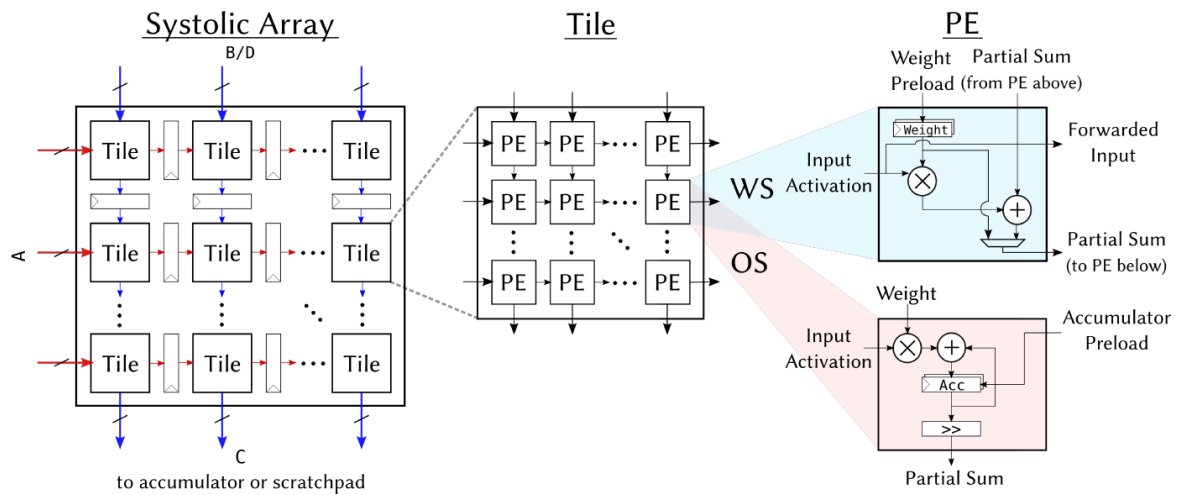 Systolic Array
B/D
Tile Tile Tile
Tile Tile Tile
A
Tile Tile Tile
C
to accumulator or scratchpad
Tile
PE PE PE
PE PE PE
PE PE PE
WS
OS
PE
Weight
Preload
Partial Sum
(from PE above)
Weight
Forwarded
Input
Input
Activation
Partial Sum
(to PE below)
Weight
Input
Activation
Accumulator
Preload
Acc
>>
Partial Sum